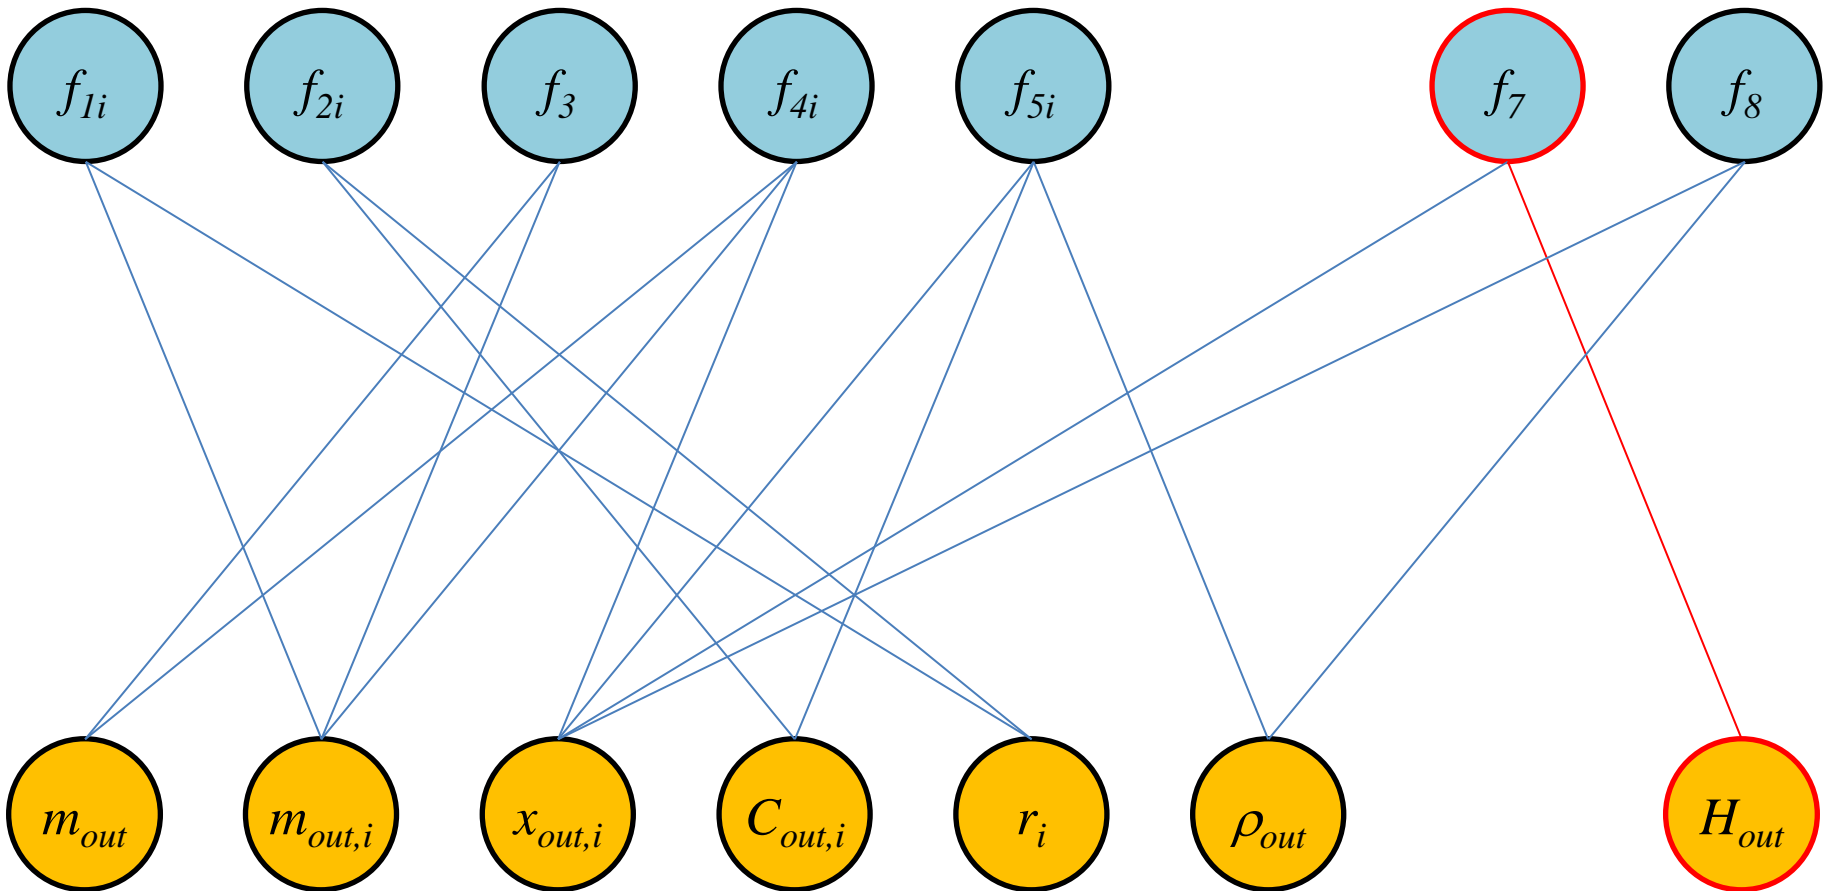 f1i f2i f3 f4i f5i f7 f8
mout mout,i xout,i Cout,i ri ρout Hout